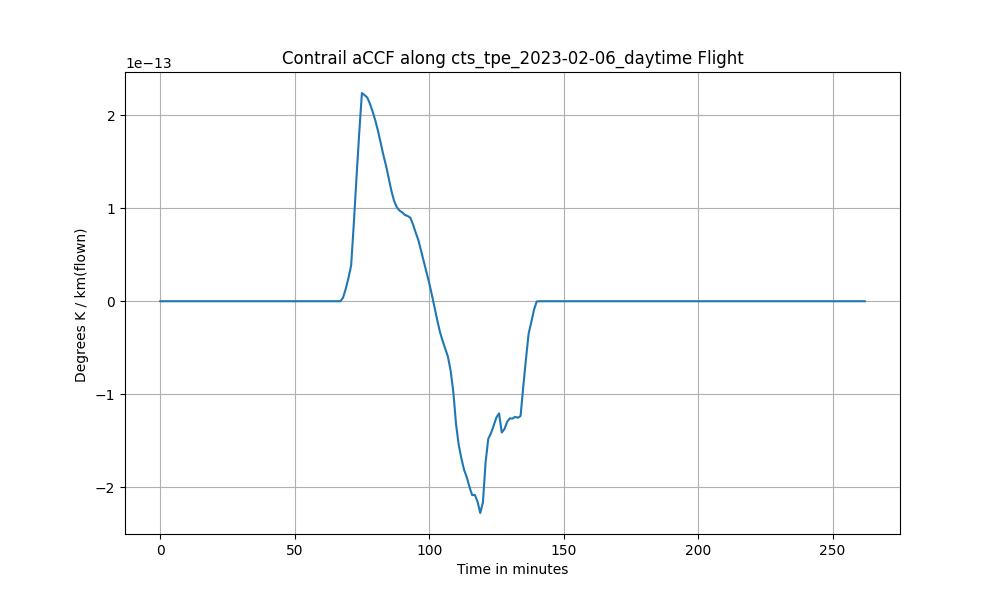 Contrail aCCF along cts_tpe_2023-02-06_daytime Flight
1e−13
2
1
0
−1
−2
Degrees K / km(flown)
0 50 100 150 200 250
Time in minutes